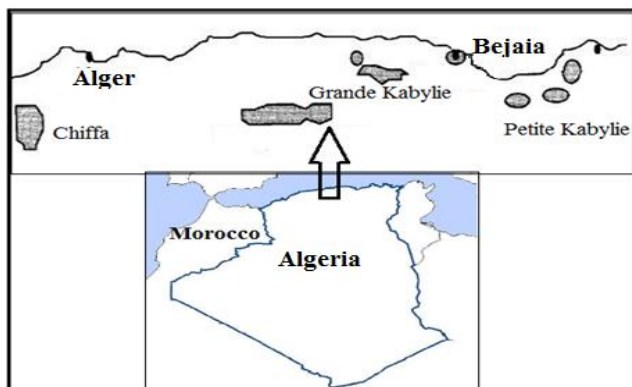 Bejaia
Alger
Grande Kabylie
Chiffa
Petite Kabylie
Morocco
Algeria